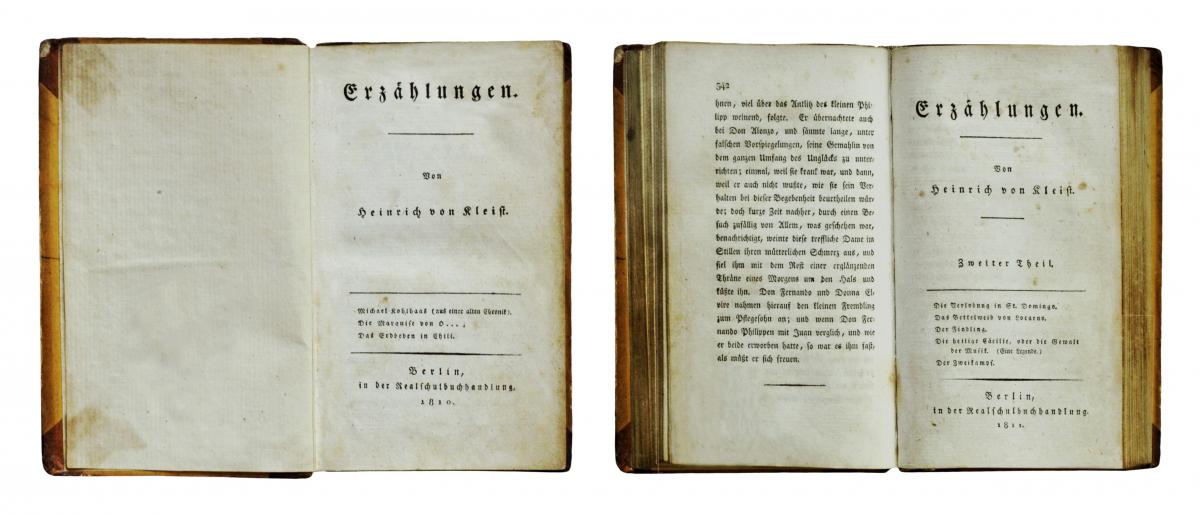 Erzählungen.
Von
Heinrich von Kleist.
Michael Kohlhaas (aus einer alten Chronik).
Die Marquise von O....;
Das Erdbeben in Chili.
Berlin,
in der Realschulbuchhandlung.
1810.
342
ihnen, viel über das Antlitz des kleinen Phi-
lipp weinend, folgte. Er übernachtete auch
bei Don Alonzo, und säumte lange, unter
falschen Vorspiegelungen, seine Gemahlin von
dem ganzen Umfang des Unglücks zu unter-
richten; einmal, weil sie krank war, und dann,
weil er auch nicht wußte, wie sie sein Ver-
halten bei dieser Begebenheit beurtheilen wür-
de; doch kurze Zeit nachher, durch einen Be-
such zufällig von Allem, was geschehen war,
benachrichtigt, weinte diese treffliche Dame im
Stillen ihren mütterlichen Schmerz aus, und
fiel ihm mit dem Rest einer erglänzenden
Thräne eines Morgens um den Hals und
küßte ihn. Don Fernando und Donna El-
vire nahmen hierauf den kleinen Fremdling
zum Pflegesohn an; und wenn Don Fer-
nando Philippen mit Juan verglich, und wie
er beide erworben hatte, so war es ihm fast,
als müßt er sich freuen.
Erzählungen.
Von
Heinrich von Kleist.
Zweiter Theil.
Die Verlobung in St. Domingo.
Das Bettelweib von Locarno.
Der Findling.
Die heilige Cäcilie, oder die Gewalt
der Musik. (Eine Legende.)
Der Zweikampf.
Berlin,
in der Realschulbuchhandlung.
1811.